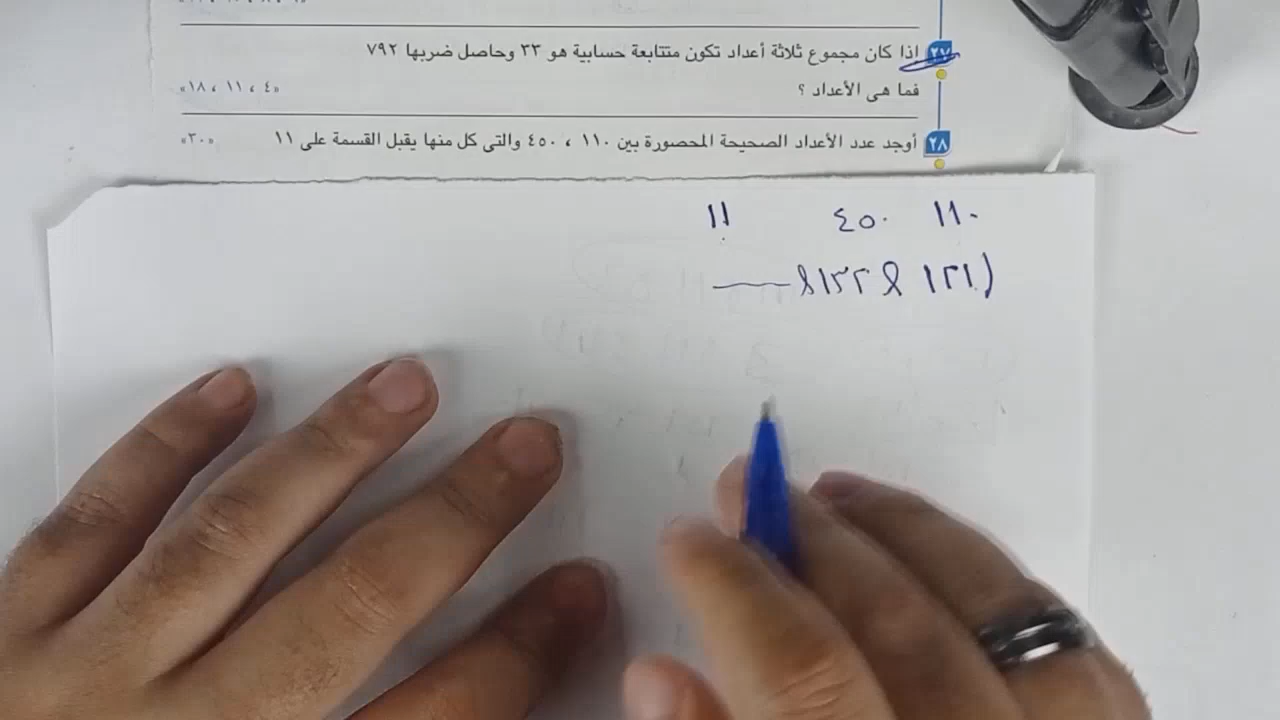 ٢٧ إذا كان مجموع ثلاثة أعداد تكون متتابعة حسابية هو ٣٣ وحاصل ضربها ٧٩٢
فما هى الأعداد ؟ «٤ ، ١١ ، ١٨»
٢٨ أوجد عدد الأعداد الصحيحة المحصورة بين ١١٠ ، ٤٥٠ والتى كل منها يقبل القسمة على ١١ «٣٠»
١١٠ ٤٥٠ ١١
(١٢١ ، ١٣٢ ،